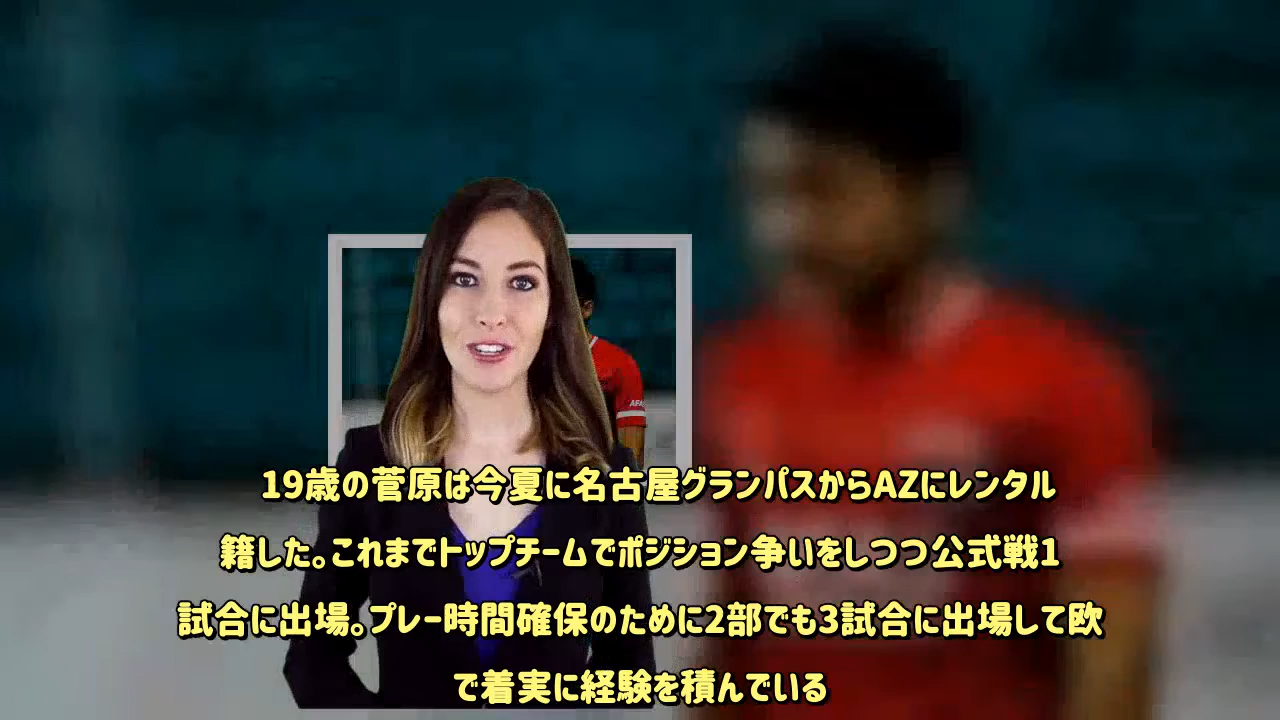 19歳の菅原は今夏に名古屋グランパスからAZにレンタル
籍した。これまでトップチームでポジション争いをしつつ公式戦1
試合に出場。プレー時間確保のために2部でも3試合に出場して欧
で着実に経験を積んでいる